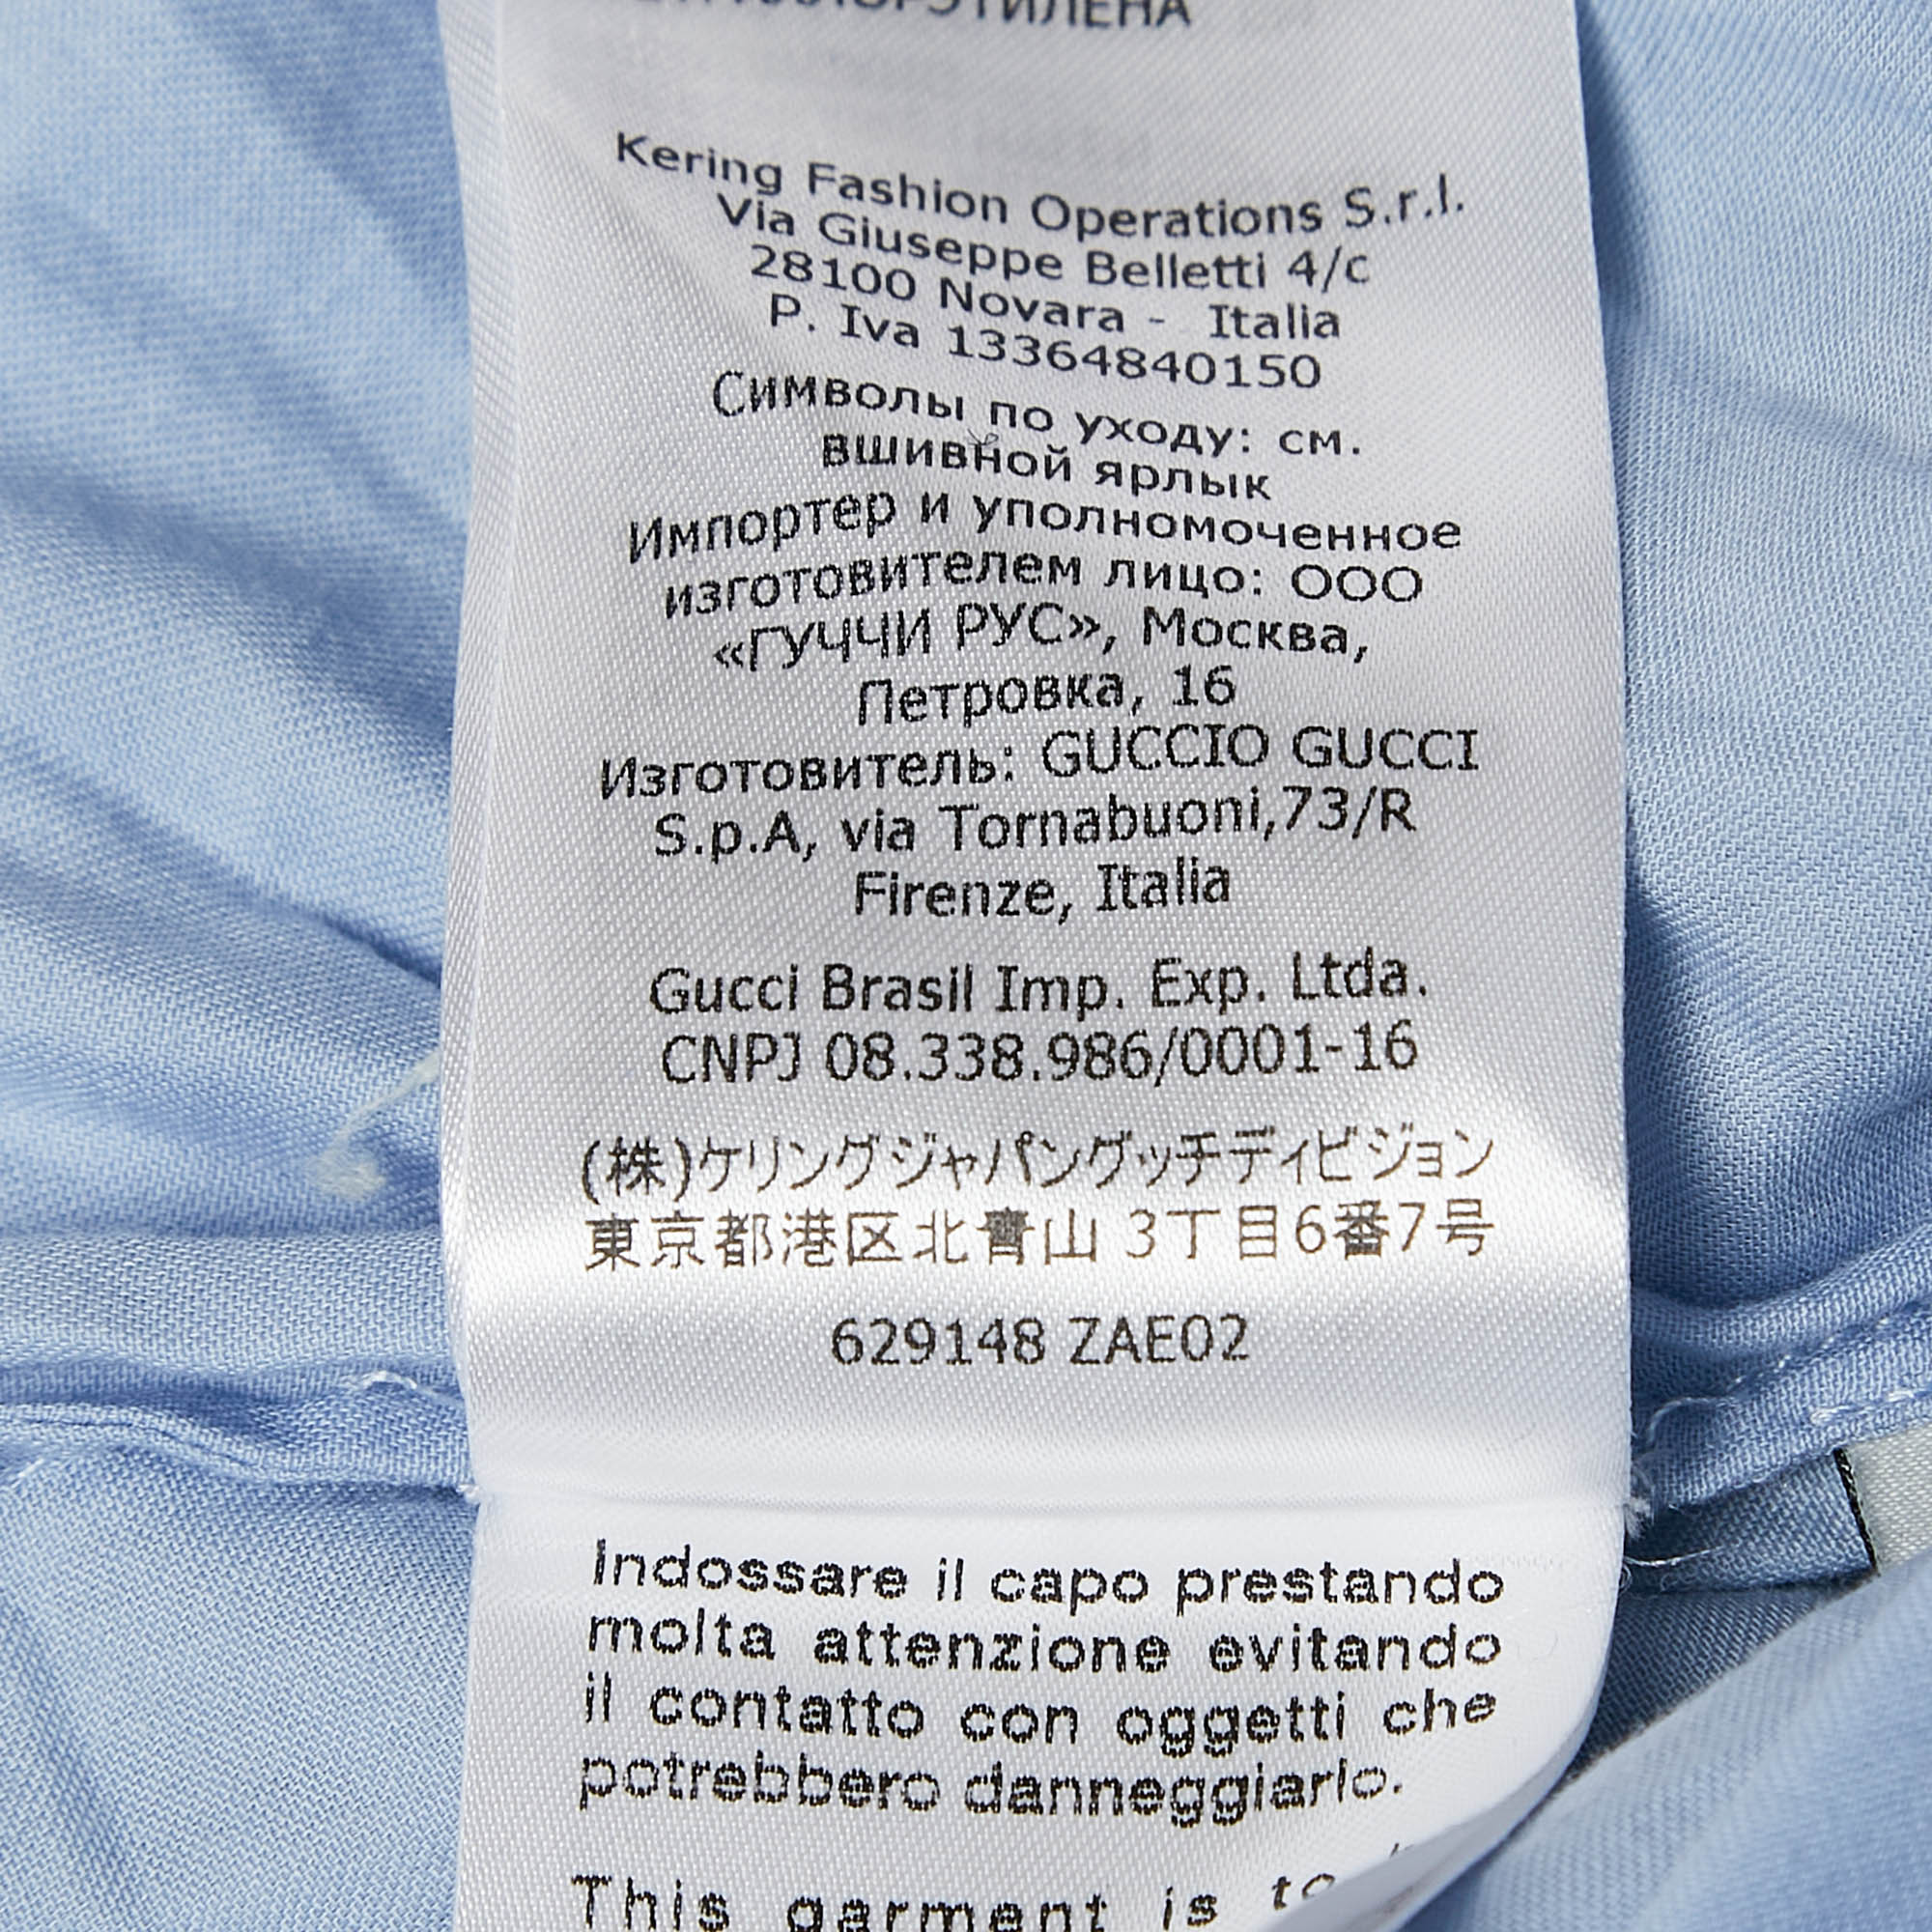 Kering Fashion Operations S.r.l.
Via Giuseppe Belletti 4/c
28100 Novara - Italia
P. Iva 13364840150
Символы по уходу: см.
вшивной ярлык
Импортер и уполномоченное
изготовителем лицо: ООО
«ГУЧЧИ РУС», Москва,
Петровка, 16
Изготовитель: GUCCIO GUCCI
S.p.A, via Tornabuoni,73/R
Firenze, Italia
Gucci Brasil Imp. Exp. Ltda.
CNPJ 08.338.986/0001-16
(株)ケリングジャパングッチディビジョン
東京都港区北青山 3丁目6番7号
629148 ZAE02
Indossare il capo prestando
molta attenzione evitando
il contatto con oggetti che
potrebbero danneggiarlo.
This garment is to